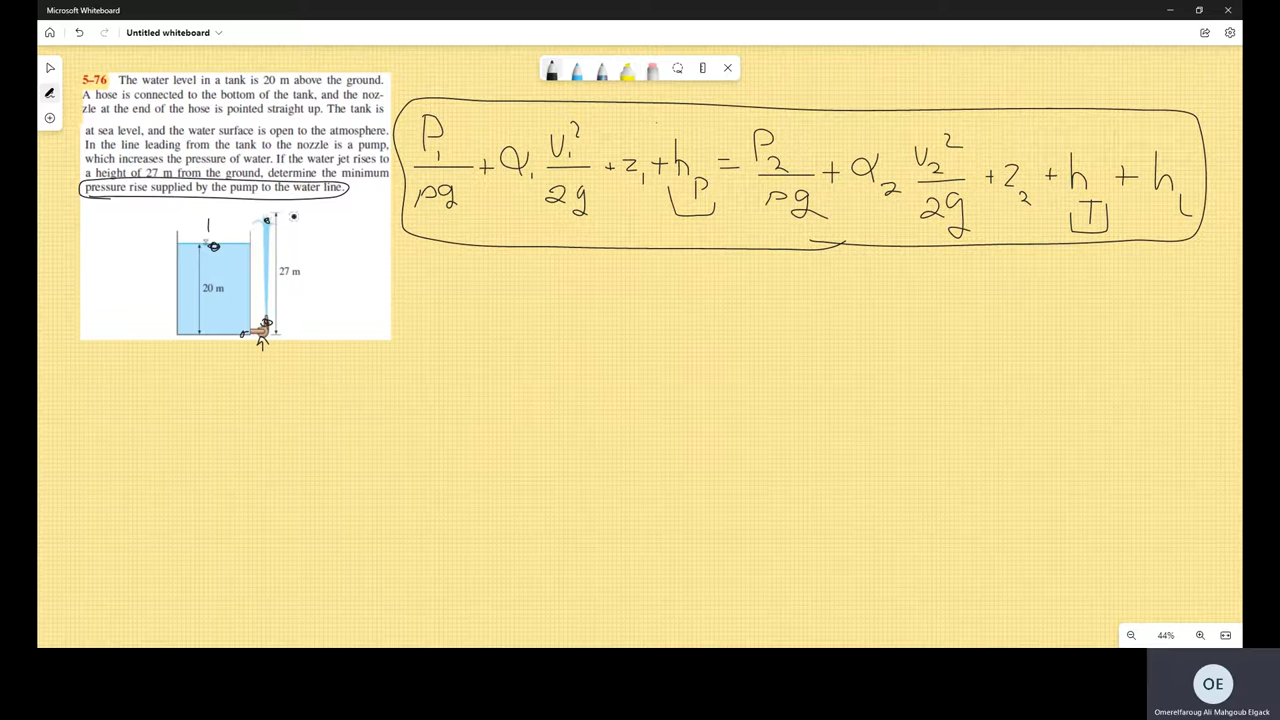 Microsoft Whiteboard
Untitled whiteboard
5–76 The water level in a tank is 20 m above the ground.
A hose is connected to the bottom of the tank, and the noz-
zle at the end of the hose is pointed straight up. The tank is
at sea level, and the water surface is open to the atmosphere.
In the line leading from the tank to the nozzle is a pump,
which increases the pressure of water. If the water jet rises to
a height of 27 m from the ground, determine the minimum
pressure rise supplied by the pump to the water line.
P₁/ρg + α₁ V₁²/2g + z₁ + h_P = P₂/ρg + α₂ V₂²/2g + z₂ + h_T + h_L
1
20 m
27 m
44%
OE
Omerelfaroug Ali Mahgoub Elgack